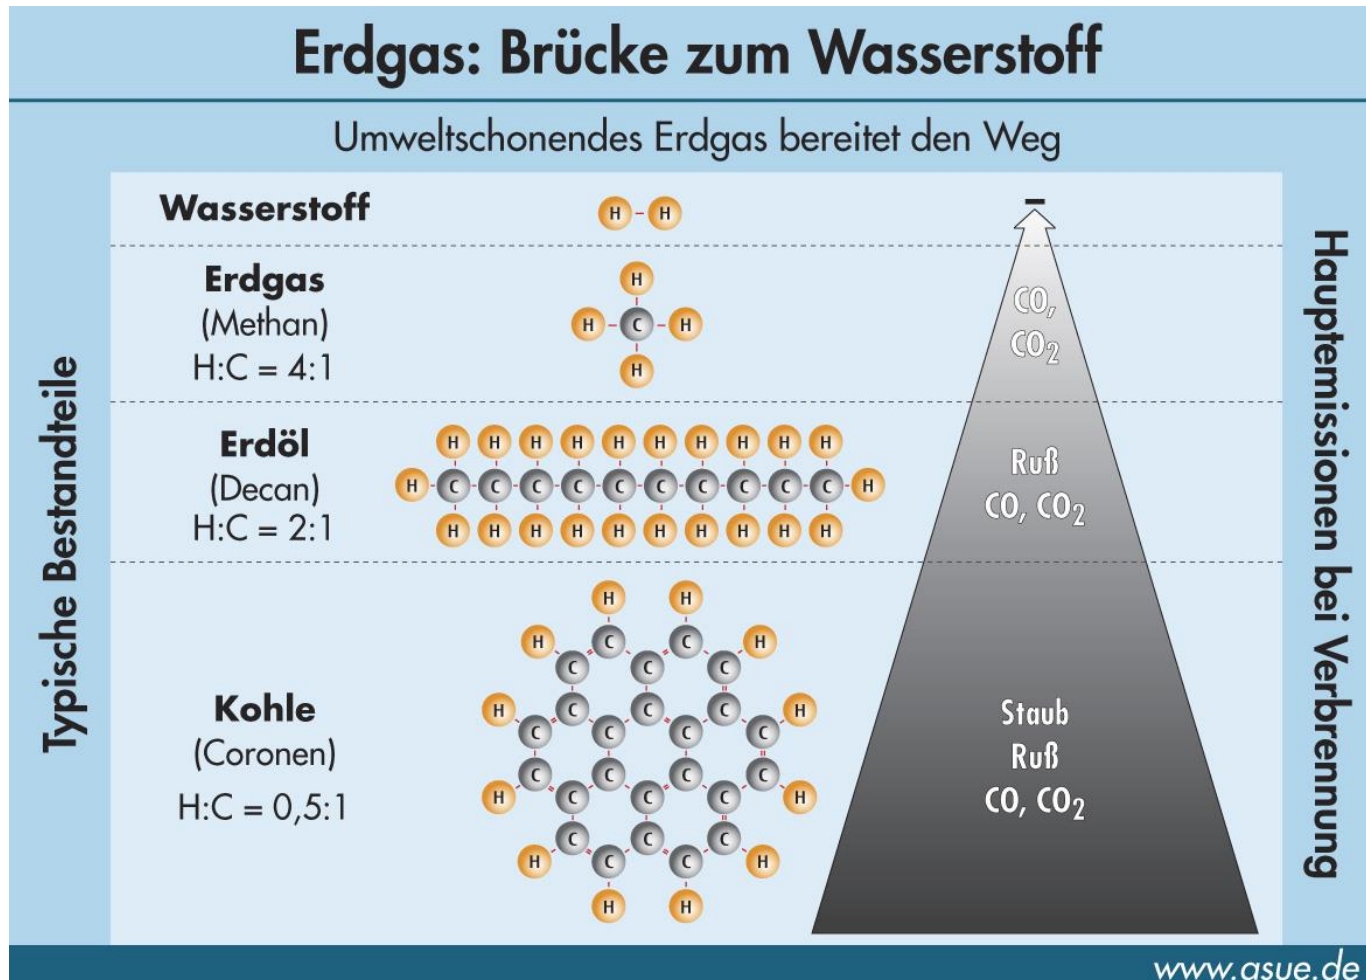 Erdgas: Brücke zum Wasserstoff
Umweltschonendes Erdgas bereitet den Weg
Typische Bestandteile
Wasserstoff
H H
–
Erdgas
(Methan)
H:C = 4:1
H
H C H
H
CO,
CO₂
Erdöl
(Decan)
H:C = 2:1
H H H H H H H H H H
H C C C C C C C C C C H
H H H H H H H H H H
Ruß
CO, CO₂
Kohle
(Coronen)
H:C = 0,5:1
H H
H C C H
C C C
H C C C H
C C C C
C C C C
H C C C H
C C C
H C C H
H H
Staub
Ruß
CO, CO₂
Hauptemissionen bei Verbrennung
www.asue.de